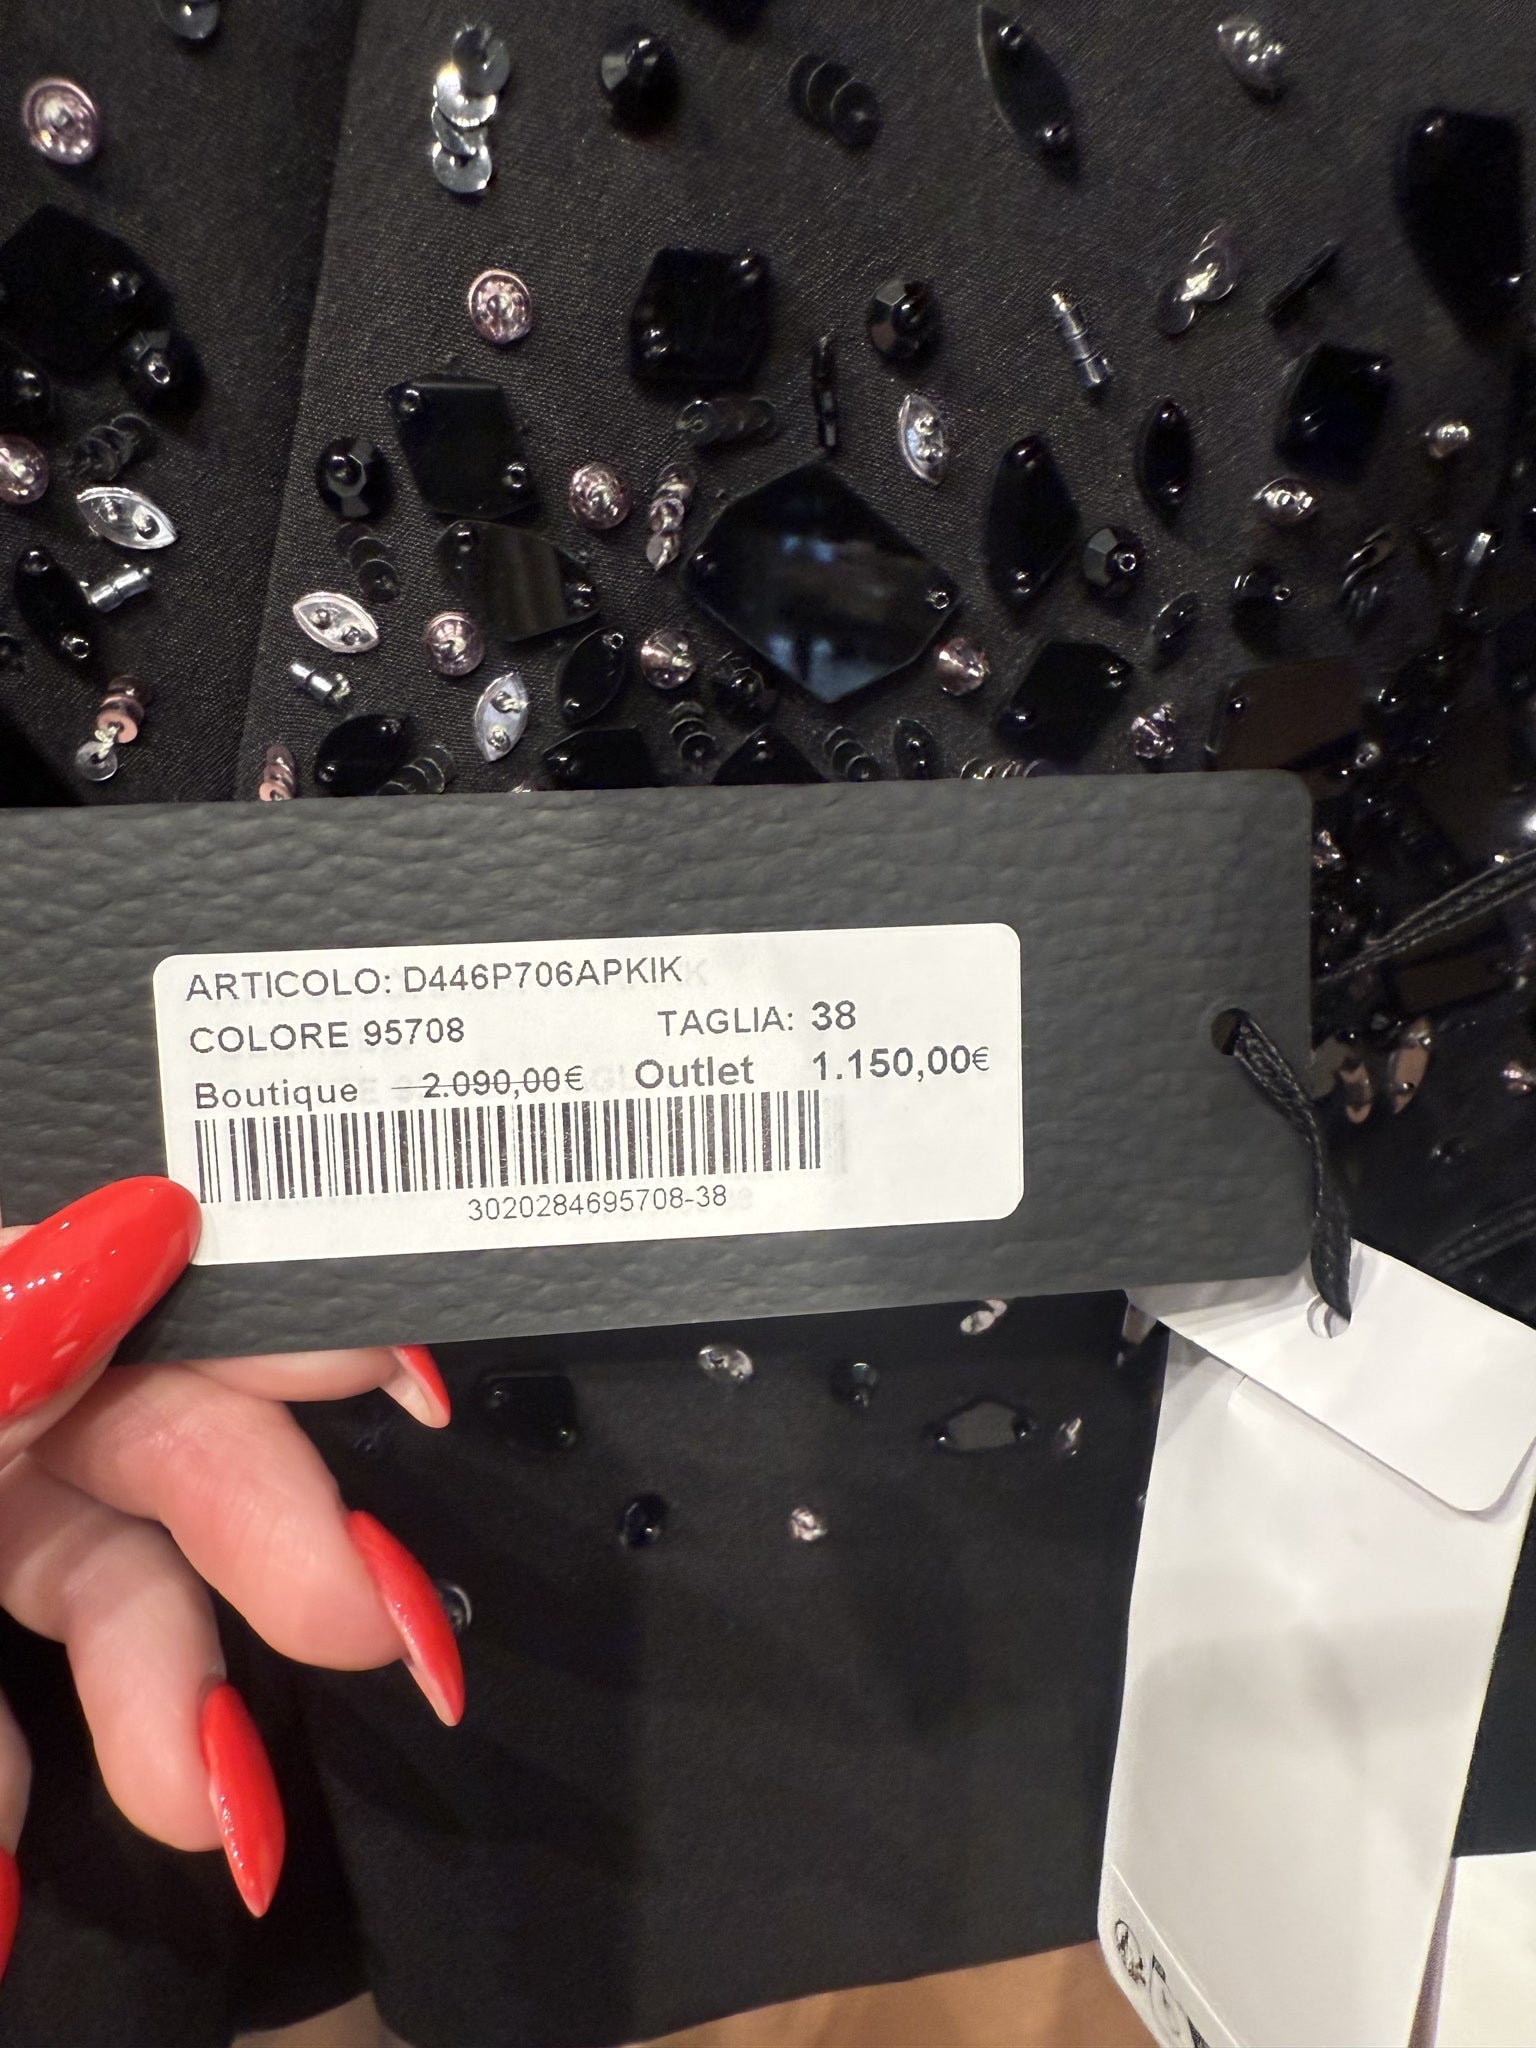 ARTICOLO: D446P706APKIK
COLORE 95708 TAGLIA: 38
Boutique 2.090,00€ Outlet 1.150,00€
3020284695708-38